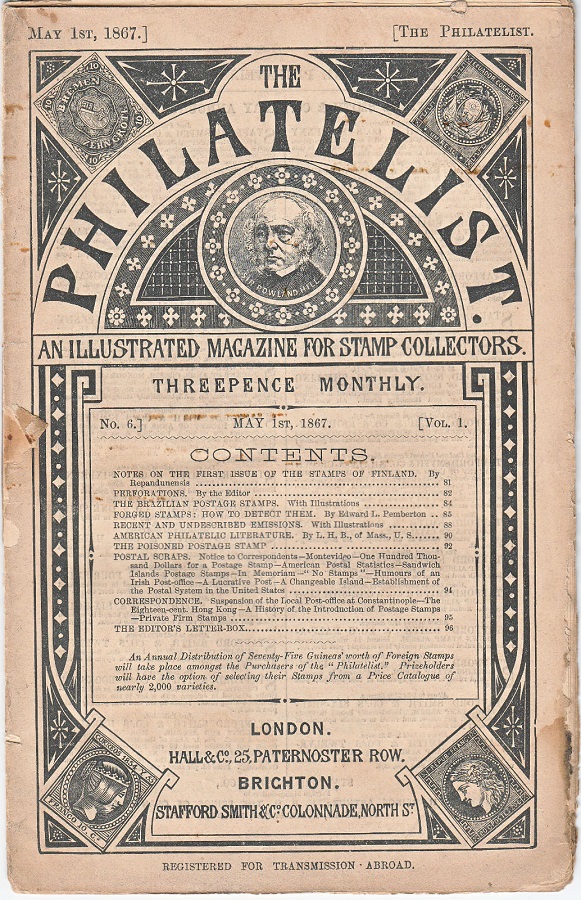 May 1st, 1867.]
[The Philatelist.
THE
PHILATELIST.
10
10
10
10
BREMEN
ZEHN GROTE
ROWLAND HILL
AN ILLUSTRATED MAGAZINE FOR STAMP COLLECTORS.
THREEPENCE MONTHLY.
No. 6.]
MAY 1st, 1867.
[Vol. 1.
CONTENTS.
NOTES ON THE FIRST ISSUE OF THE STAMPS OF FINLAND. By
Repandunensis ........ 81
PERFORATIONS. By the Editor ........ 82
THE BRAZILIAN POSTAGE STAMPS. With Illustrations ........ 84
FORGED STAMPS: HOW TO DETECT THEM. By Edward L. Pemberton .. 85
RECENT AND UNDESCRIBED EMISSIONS. With Illustrations ........ 88
AMERICAN PHILATELIC LITERATURE. By L. H. B., of Mass., U. S. ........ 90
THE POISONED POSTAGE STAMP ........ 92
POSTAL SCRAPS. Notice to Correspondents—Montevideo—One Hundred Thou-
sand Dollars for a Postage Stamp—American Postal Statistics—Sandwich
Islands Postage Stamps—In Memoriam—"No Stamps"—Humours of an
Irish Post-office—A Lucrative Post—A Changeable Island—Establishment of
the Postal System in the United States ........ 94
CORRESPONDENCE. Suspension of the Local Post-office at Constantinople—The
Eighteen-cent. Hong Kong—A History of the Introduction of Postage Stamps
—Private Firm Stamps ........ 95
THE EDITOR'S LETTER-BOX ........ 96
An Annual Distribution of Seventy-Five Guineas' worth of Foreign Stamps
will take place amongst the Purchasers of the "Philatelist." Prizeholders
will have the option of selecting their Stamps from a Price Catalogue of
nearly 2,000 varieties.
LONDON.
HALL & Co., 25, PATERNOSTER ROW.
BRIGHTON.
STAFFORD SMITH & Co. COLONNADE, NORTH ST
REGISTERED FOR TRANSMISSION ABROAD.